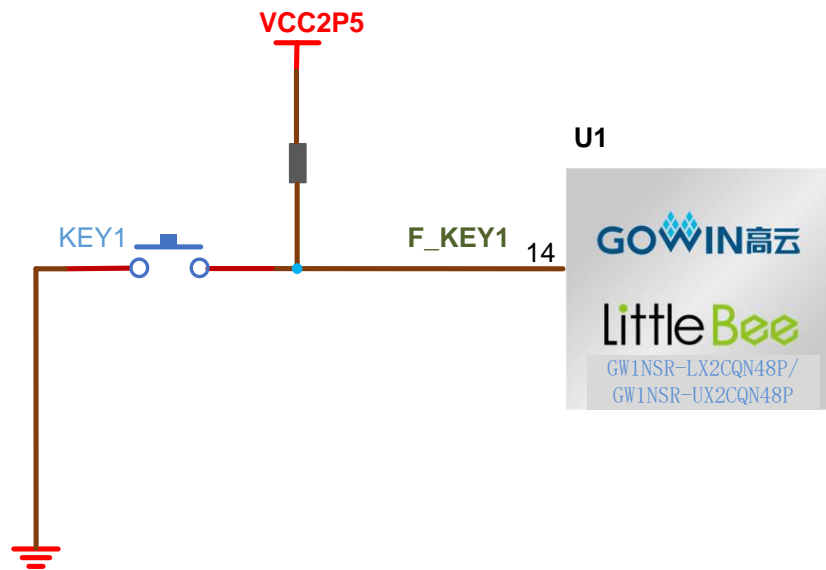 VCC2P5
U1
KEY1
F_KEY1
14
GOWIN高云
LittleBee
GW1NSR-LX2CQN48P/
GW1NSR-UX2CQN48P